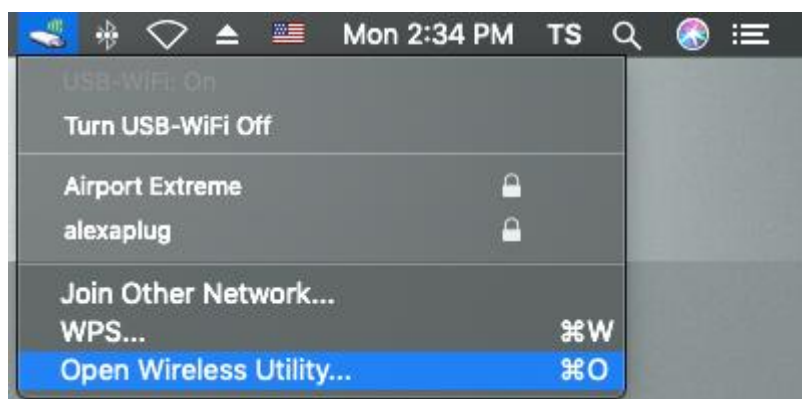 Mon 2:34 PM TS
USB-WiFi: On
Turn USB-WiFi Off
Airport Extreme
alexaplug
Join Other Network...
WPS... ⌘W
Open Wireless Utility... ⌘O